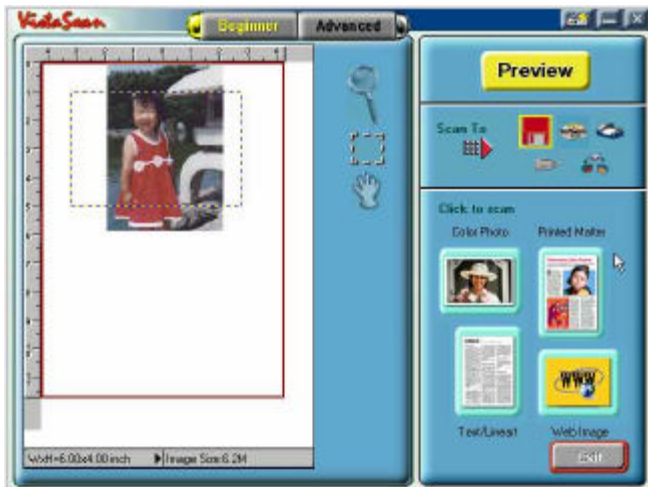 VistaScan
Beginner
Advanced
Preview
Scan To
Click to scan
Color Photo
Printed Matter
WWW
Text/Lineart
Web Image
WxH=6.00x4.00 inch
Image Size:6.2M
Exit